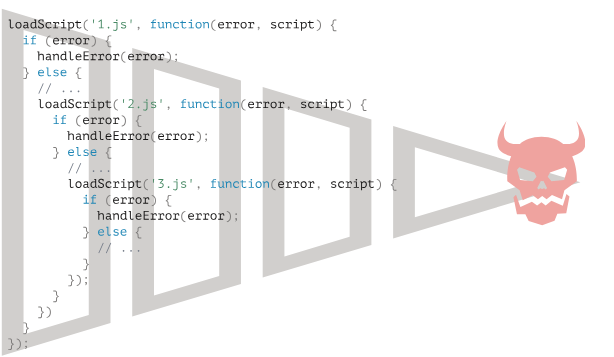 loadScript('1.js', function(error, script) {
  if (error) {
    handleError(error);
  } else {
    // ...
    loadScript('2.js', function(error, script) {
      if (error) {
        handleError(error);
      } else {
        // ...
        loadScript('3.js', function(error, script) {
          if (error) {
            handleError(error);
          } else {
            // ...
          }
        });
      }
    })
  }
});